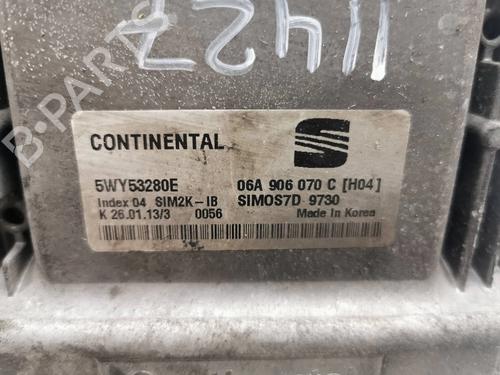 11427
B-PARTS
CONTINENTAL
5WY53280E 06A 906 070 C [H04]
Index 04 SIM2K-IB SIMOS7D 9730
K 26.01.13/3 0056 Made in Korea